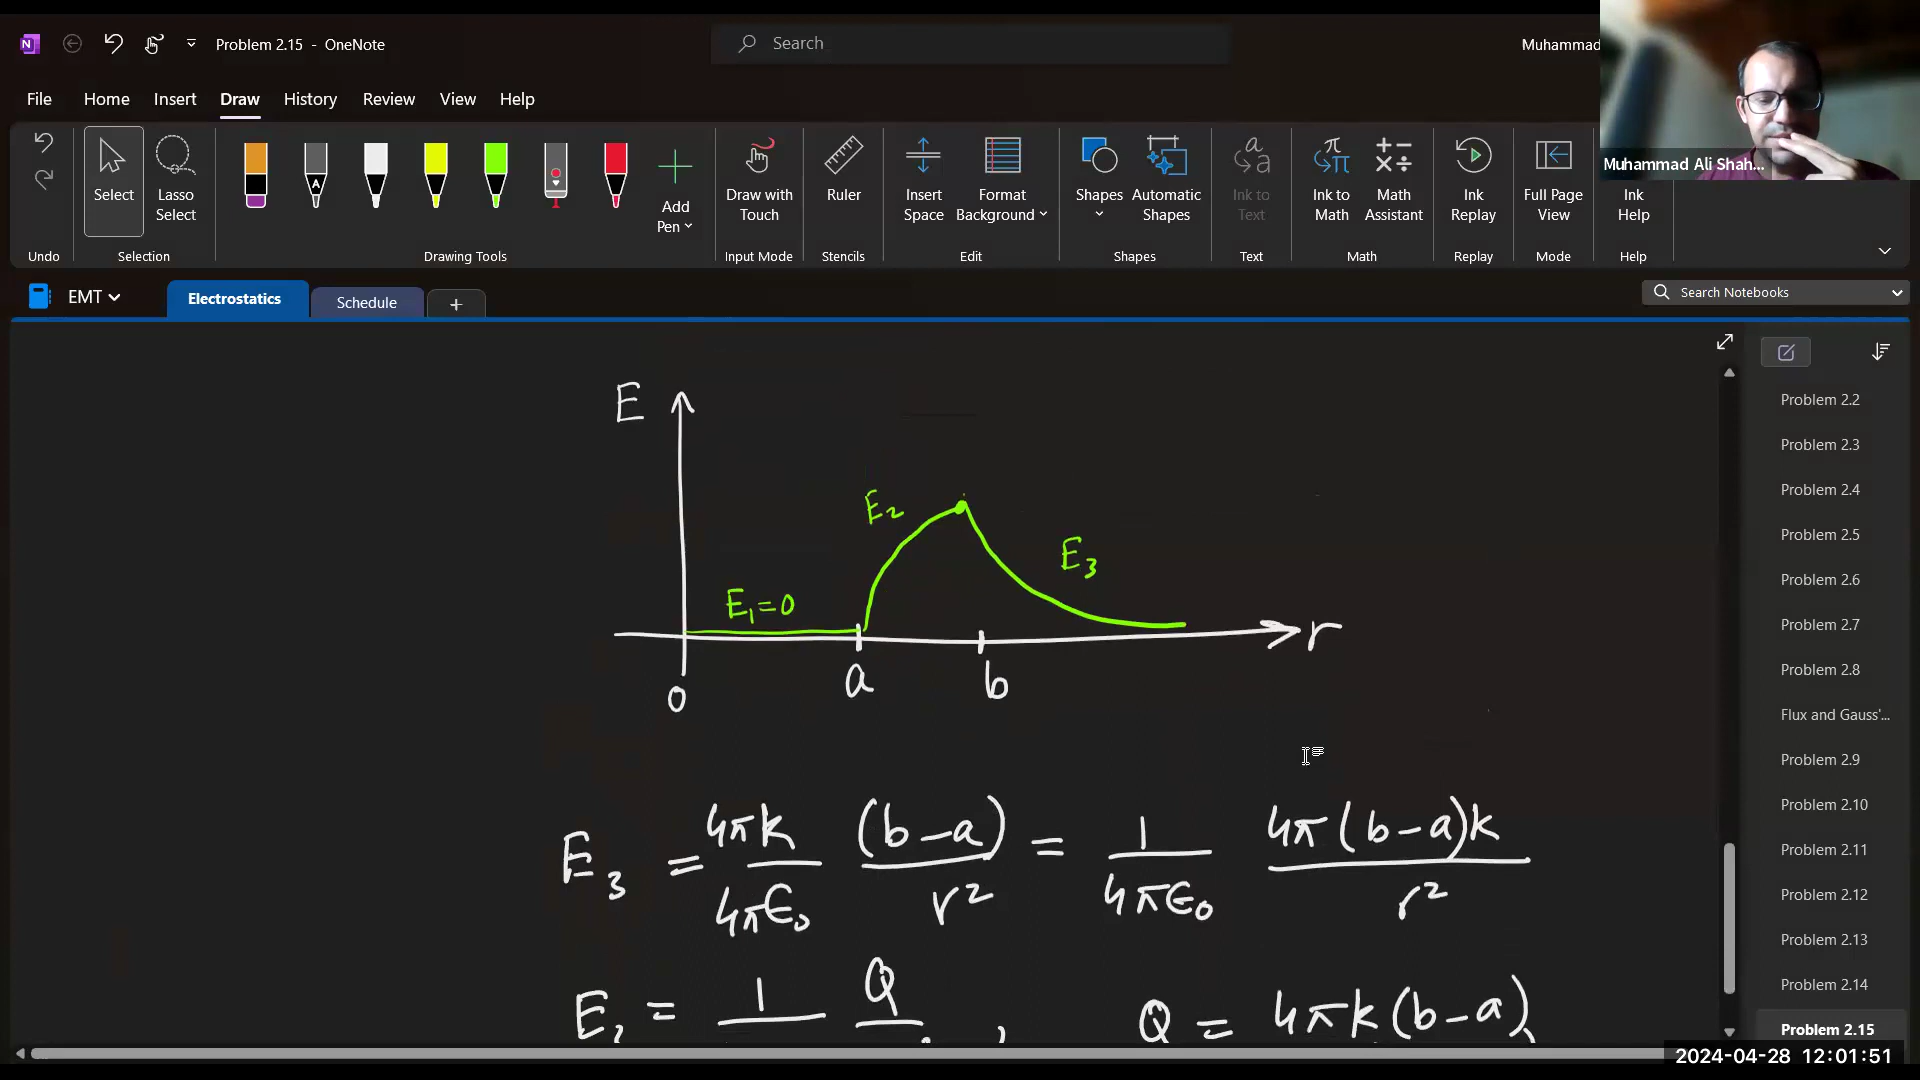 Problem 2.15 - OneNote
Search
Muhammad
File Home Insert Draw History Review View Help
Select
Lasso Select
A
Add Pen
Draw with Touch
Ruler
Insert Space
Format Background
Shapes
Automatic Shapes
a a
Ink to Text
π π
Ink to Math
Math Assistant
Ink Replay
Full Page View
Ink Help
Muhammad Ali Shah...
Undo
Selection
Drawing Tools
Input Mode
Stencils
Edit
Shapes
Text
Math
Replay
Mode
Help
EMT
Electrostatics
Schedule
+
Search Notebooks
E
E₂
E₃
E₁=0
r
0
a
b
E₃ = 4πk/4πϵ₀ (b-a)/r² = 1/4πϵ₀ 4π(b-a)k/r²
1 Q
Q = 4πk(b-a)
Problem 2.2
Problem 2.3
Problem 2.4
Problem 2.5
Problem 2.6
Problem 2.7
Problem 2.8
Flux and Gauss'...
Problem 2.9
Problem 2.10
Problem 2.11
Problem 2.12
Problem 2.13
Problem 2.14
Problem 2.15
2024-04-28 12:01:51